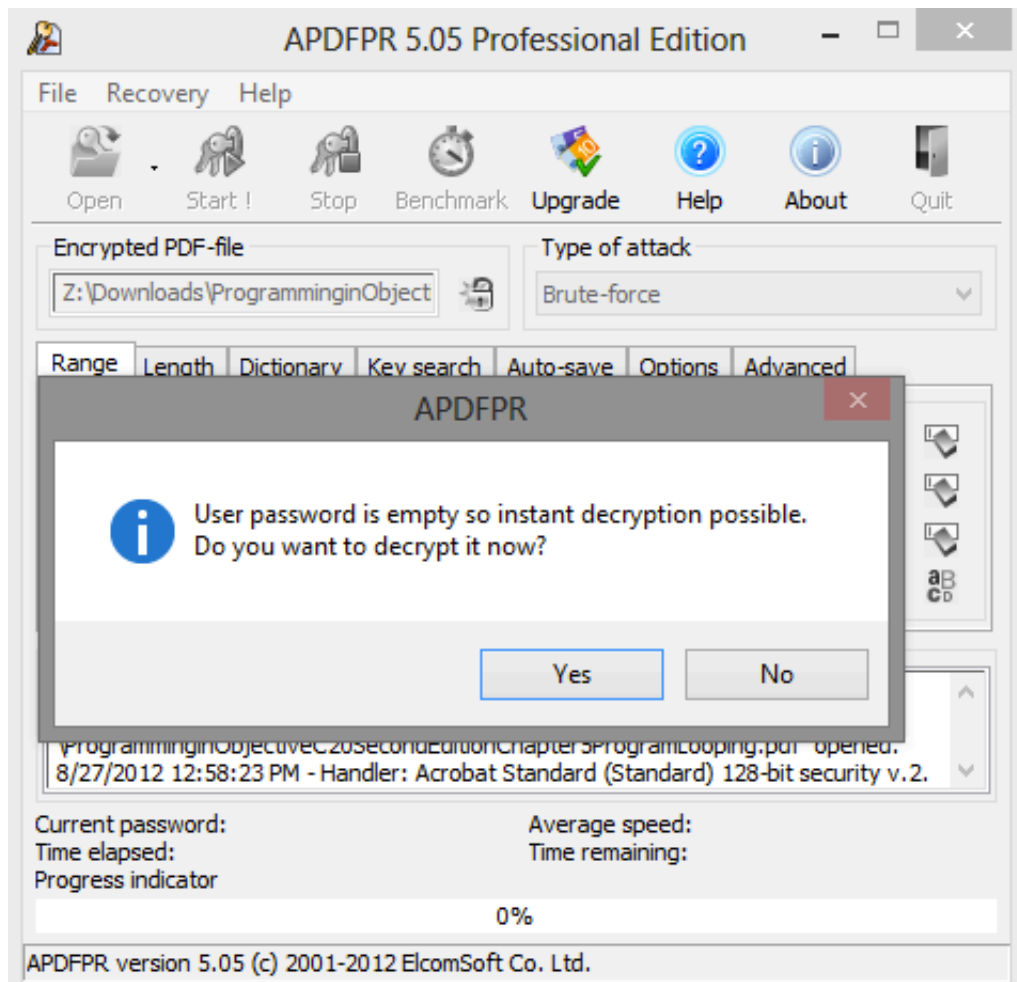 APDFPR 5.05 Professional Edition
File Recovery Help
Open Start ! Stop Benchmark Upgrade Help About Quit
Encrypted PDF-file
Type of attack
Z:\Downloads\ProgramminginObject
Brute-force
Range Length Dictionary Key search Auto-save Options Advanced
APDFPR
User password is empty so instant decryption possible.
Do you want to decrypt it now?
Yes No
\ProgramminginObjectiveC20SecondEditionChapter5ProgramLooping.pdf" opened.
8/27/2012 12:58:23 PM - Handler: Acrobat Standard (Standard) 128-bit security v.2.
Current password:
Average speed:
Time elapsed:
Time remaining:
Progress indicator
0%
APDFPR version 5.05 (c) 2001-2012 ElcomSoft Co. Ltd.